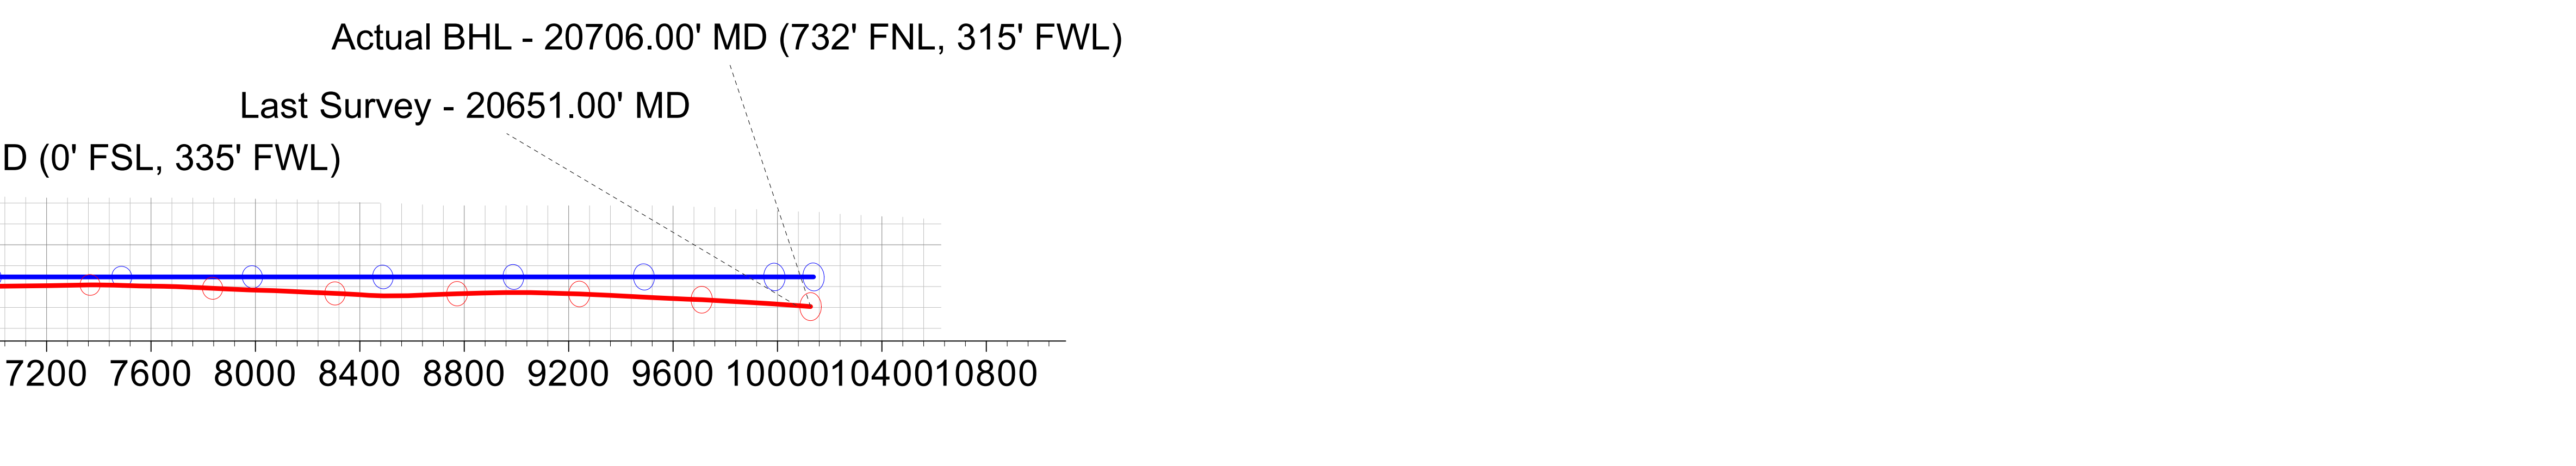 Actual BHL - 20706.00' MD (732' FNL, 315' FWL)
Last Survey - 20651.00' MD
D (0' FSL, 335' FWL)
7200 7600 8000 8400 8800 9200 9600 10000 10400 10800